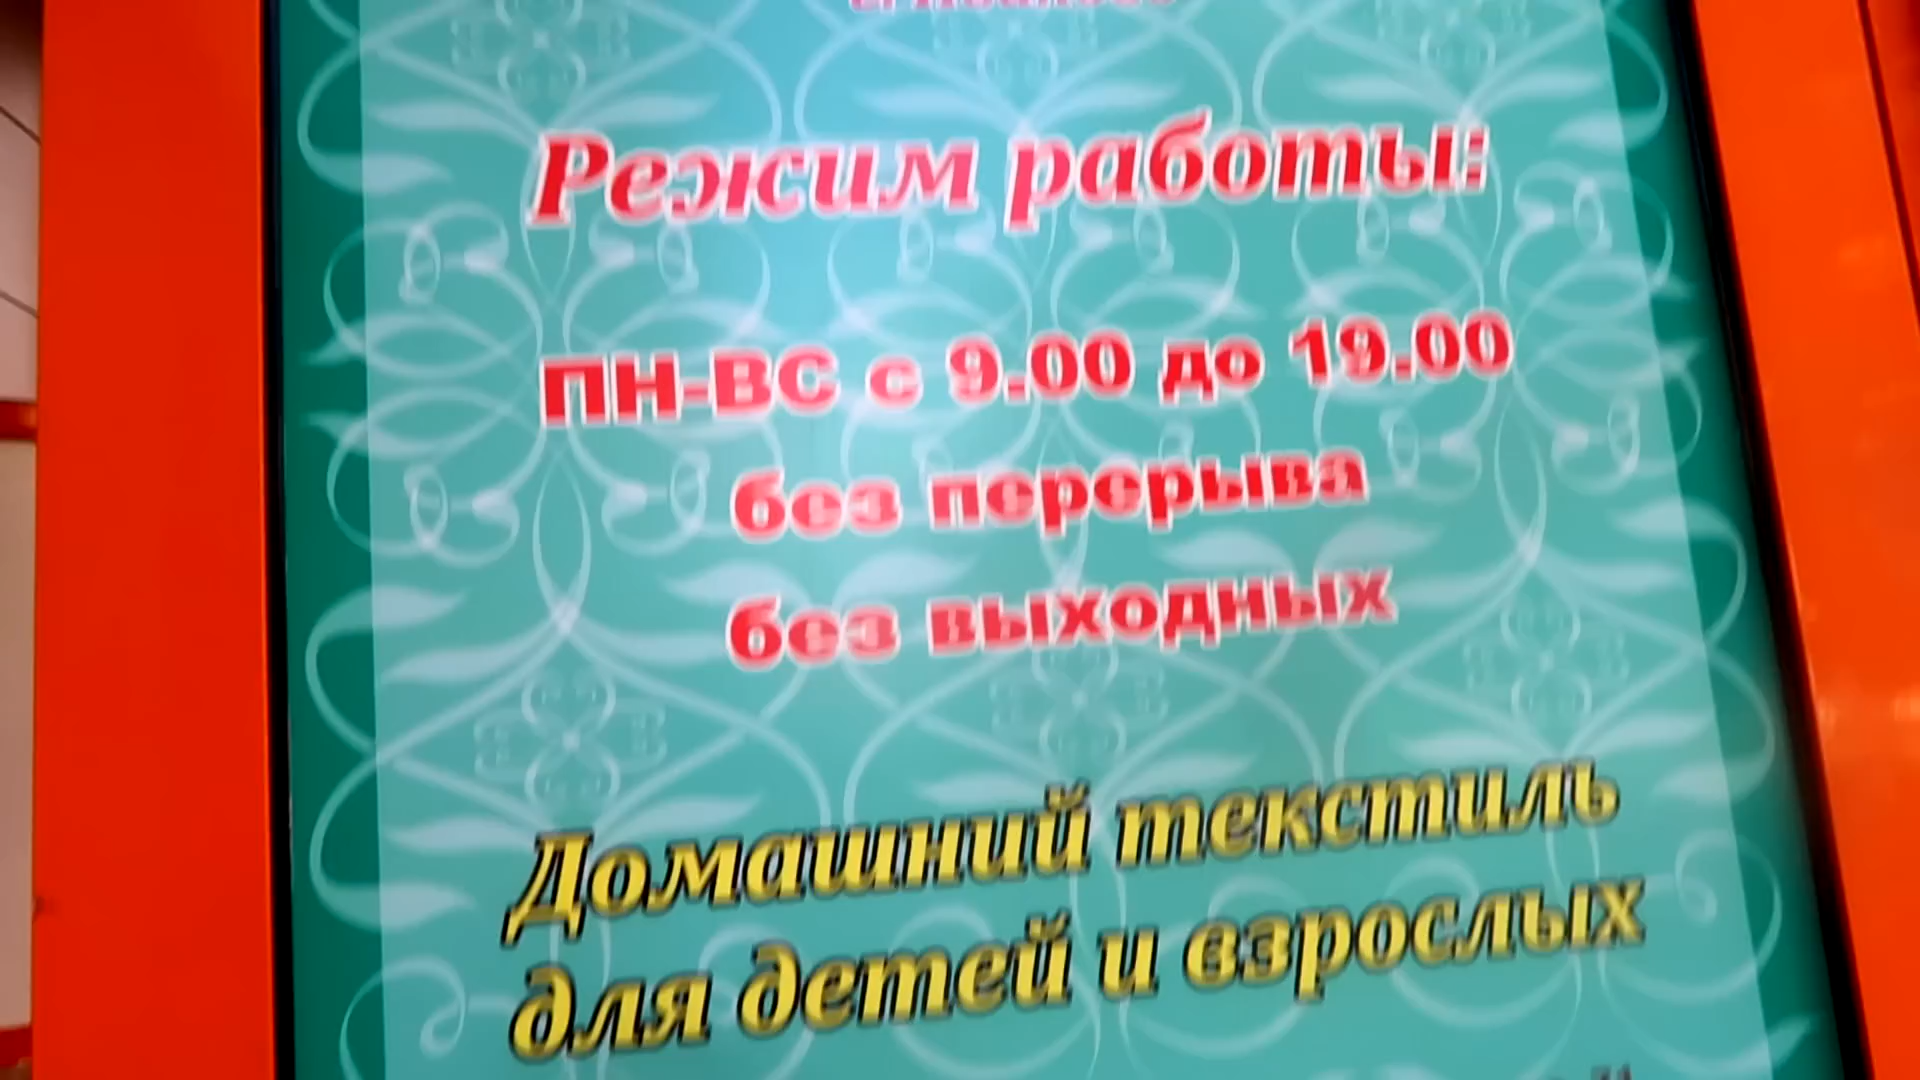 Режим работы:
ПН-ВС с 9.00 до 19.00
без перерыва
без выходных
Домашний текстиль
для детей и взрослых